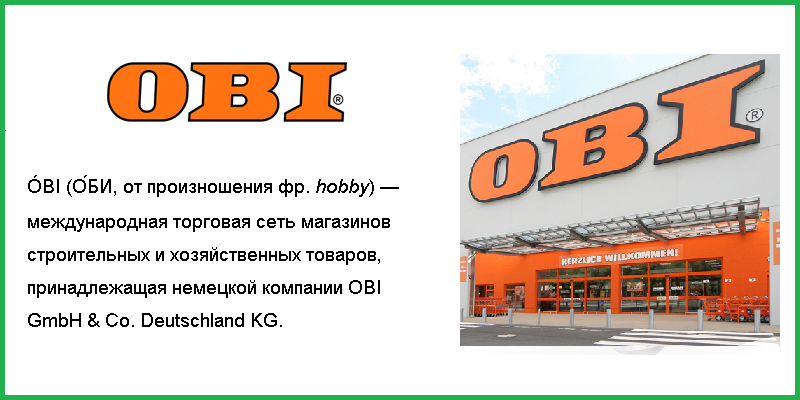 OBI®
ÓBI (О́БИ, от произношения фр. hobby) —
международная торговая сеть магазинов
строительных и хозяйственных товаров,
принадлежащая немецкой компании OBI
GmbH & Co. Deutschland KG.
OBI®
HERZLICH WILLKOMMEN!